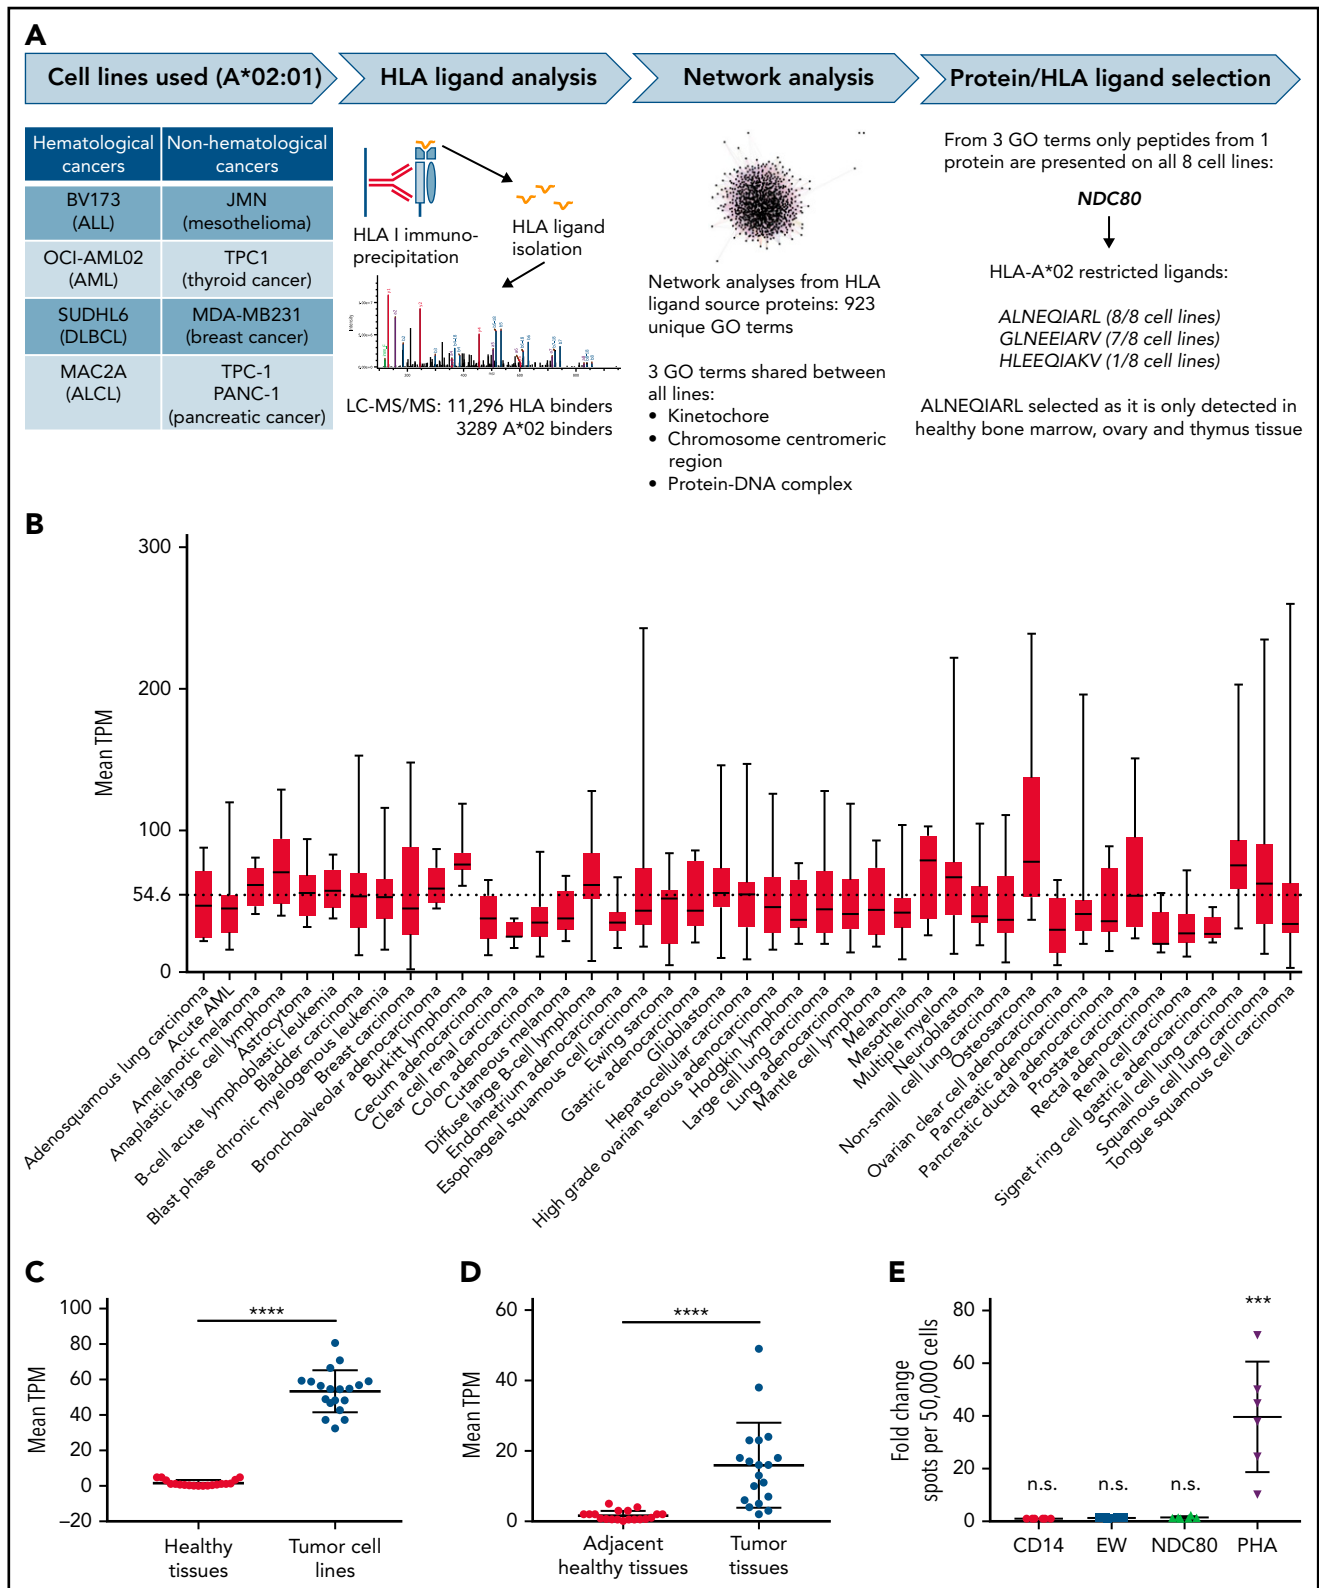 A
Cell lines used (A*02:01)
HLA ligand analysis
Network analysis
Protein/HLA ligand selection
Hematological
cancers
Non-hematological
cancers
BV173
(ALL)
JMN
(mesothelioma)
OCI-AML02
(AML)
TPC1
(thyroid cancer)
SUDHL6
(DLBCL)
MDA-MB231
(breast cancer)
MAC2A
(ALCL)
TPC-1
PANC-1
(pancreatic cancer)
HLA I immuno-
precipitation
HLA ligand
isolation
LC-MS/MS: 11,296 HLA binders
3289 A*02 binders
Network analyses from HLA
ligand source proteins: 923
unique GO terms
3 GO terms shared between
all lines:
• Kinetochore
• Chromosome centromeric
region
• Protein-DNA complex
From 3 GO terms only peptides from 1
protein are presented on all 8 cell lines:
NDC80
HLA-A*02 restricted ligands:
ALNEQIARL (8/8 cell lines)
GLNEEIARV (7/8 cell lines)
HLEEQIAKV (1/8 cell lines)
ALNEQIARL selected as it is only detected in
healthy bone marrow, ovary and thymus tissue
B
Mean TPM
300
200
100
54.6
0
Adenosquamous lung carcinoma
Acute AML
Amelanotic melanoma
Anaplastic large cell lymphoma
Astrocytoma
B-cell acute lymphoblastic leukemia
Bladder carcinoma
Blast phase chronic myelogenous leukemia
Breast carcinoma
Bronchoalveolar adenocarcinoma
Burkitt lymphoma
Cecum adenocarcinoma
Clear cell renal carcinoma
Colon adenocarcinoma
Cutaneous melanoma
Diffuse large B-cell lymphoma
Endometrium adenocarcinoma
Esophageal squamous cell carcinoma
Ewing sarcoma
Gastric adenocarcinoma
Glioblastoma
Hepatocellular carcinoma
High grade ovarian serous adenocarcinoma
Hodgkin lymphoma
Large cell lung carcinoma
Lung adenocarcinoma
Mantle cell lymphoma
Melanoma
Mesothelioma
Multiple myeloma
Neuroblastoma
Non-small cell lung carcinoma
Osteosarcoma
Ovarian clear cell adenocarcinoma
Pancreatic adenocarcinoma
Pancreatic ductal adenocarcinoma
Prostate carcinoma
Rectal adenocarcinoma
Renal cell carcinoma
Signet ring cell gastric adenocarcinoma
Small cell lung carcinoma
Squamous cell lung carcinoma
Tongue squamous cell carcinoma
C
Mean TPM
100
80
60
40
20
0
–20
****
Healthy
tissues
Tumor cell
lines
D
Mean TPM
60
40
20
0
****
Adjacent
healthy tissues
Tumor
tissues
E
Fold change
spots per 50,000 cells
80
60
40
20
0
n.s.
n.s.
n.s.
***
CD14
EW
NDC80
PHA